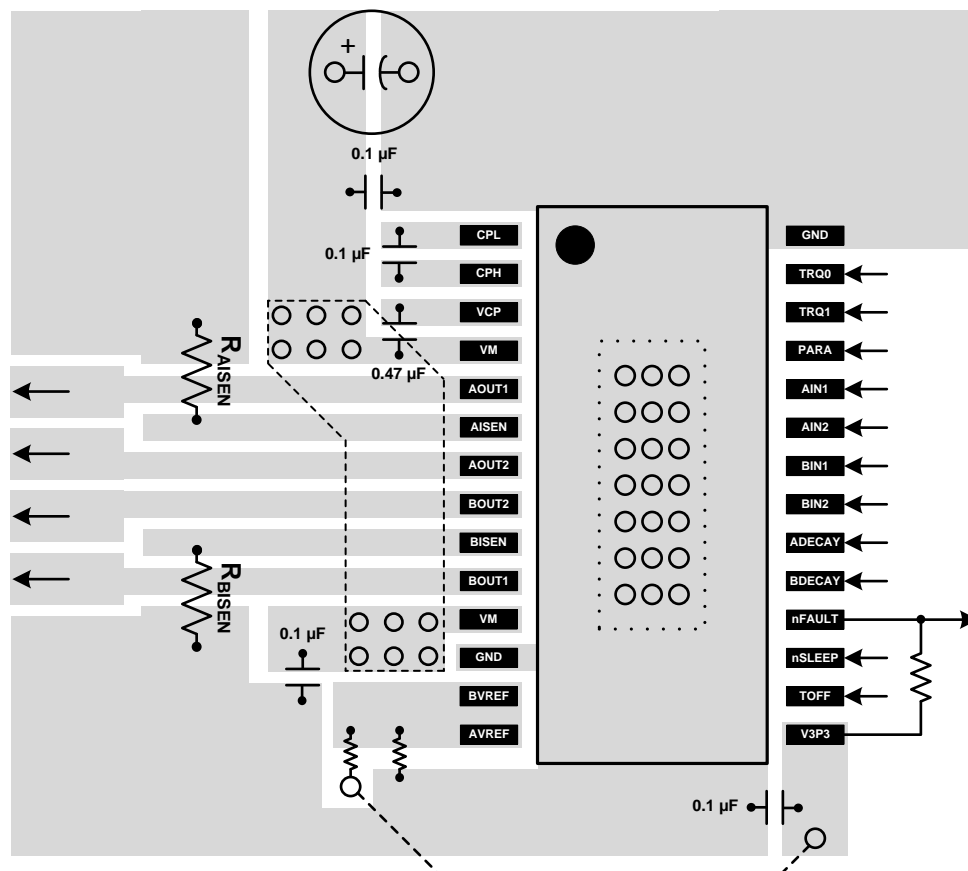 +
0.1 µF
0.1 µF
0.47 µF
CPL
CPH
VCP
VM
AOUT1
AISEN
AOUT2
BOUT2
BISEN
BOUT1
VM
GND
BVREF
AVREF
GND
TRQ0
TRQ1
PARA
AIN1
AIN2
BIN1
BIN2
ADECAY
BDECAY
nFAULT
nSLEEP
TOFF
V3P3
RAISEN
RBISEN
0.1 µF
0.1 µF